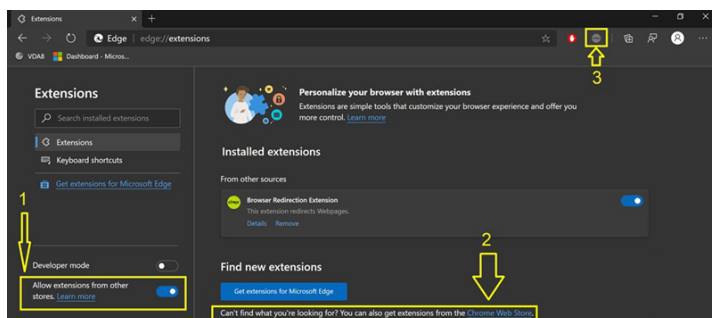 Extensions
Edge edge://extensions
VDA8 Dashboard - Micros...
3
Extensions
Search installed extensions
Extensions
Keyboard shortcuts
Get extensions for Microsoft Edge
1
Developer mode
Allow extensions from other
stores. Learn more
Personalize your browser with extensions
Extensions are simple tools that customize your browser experience and offer you
more control. Learn more
Installed extensions
From other sources
citrix
Browser Redirection Extension
This extension redirects Webpages.
Details Remove
2
Find new extensions
Get extensions for Microsoft Edge
Can't find what you're looking for? You can also get extensions from the Chrome Web Store.